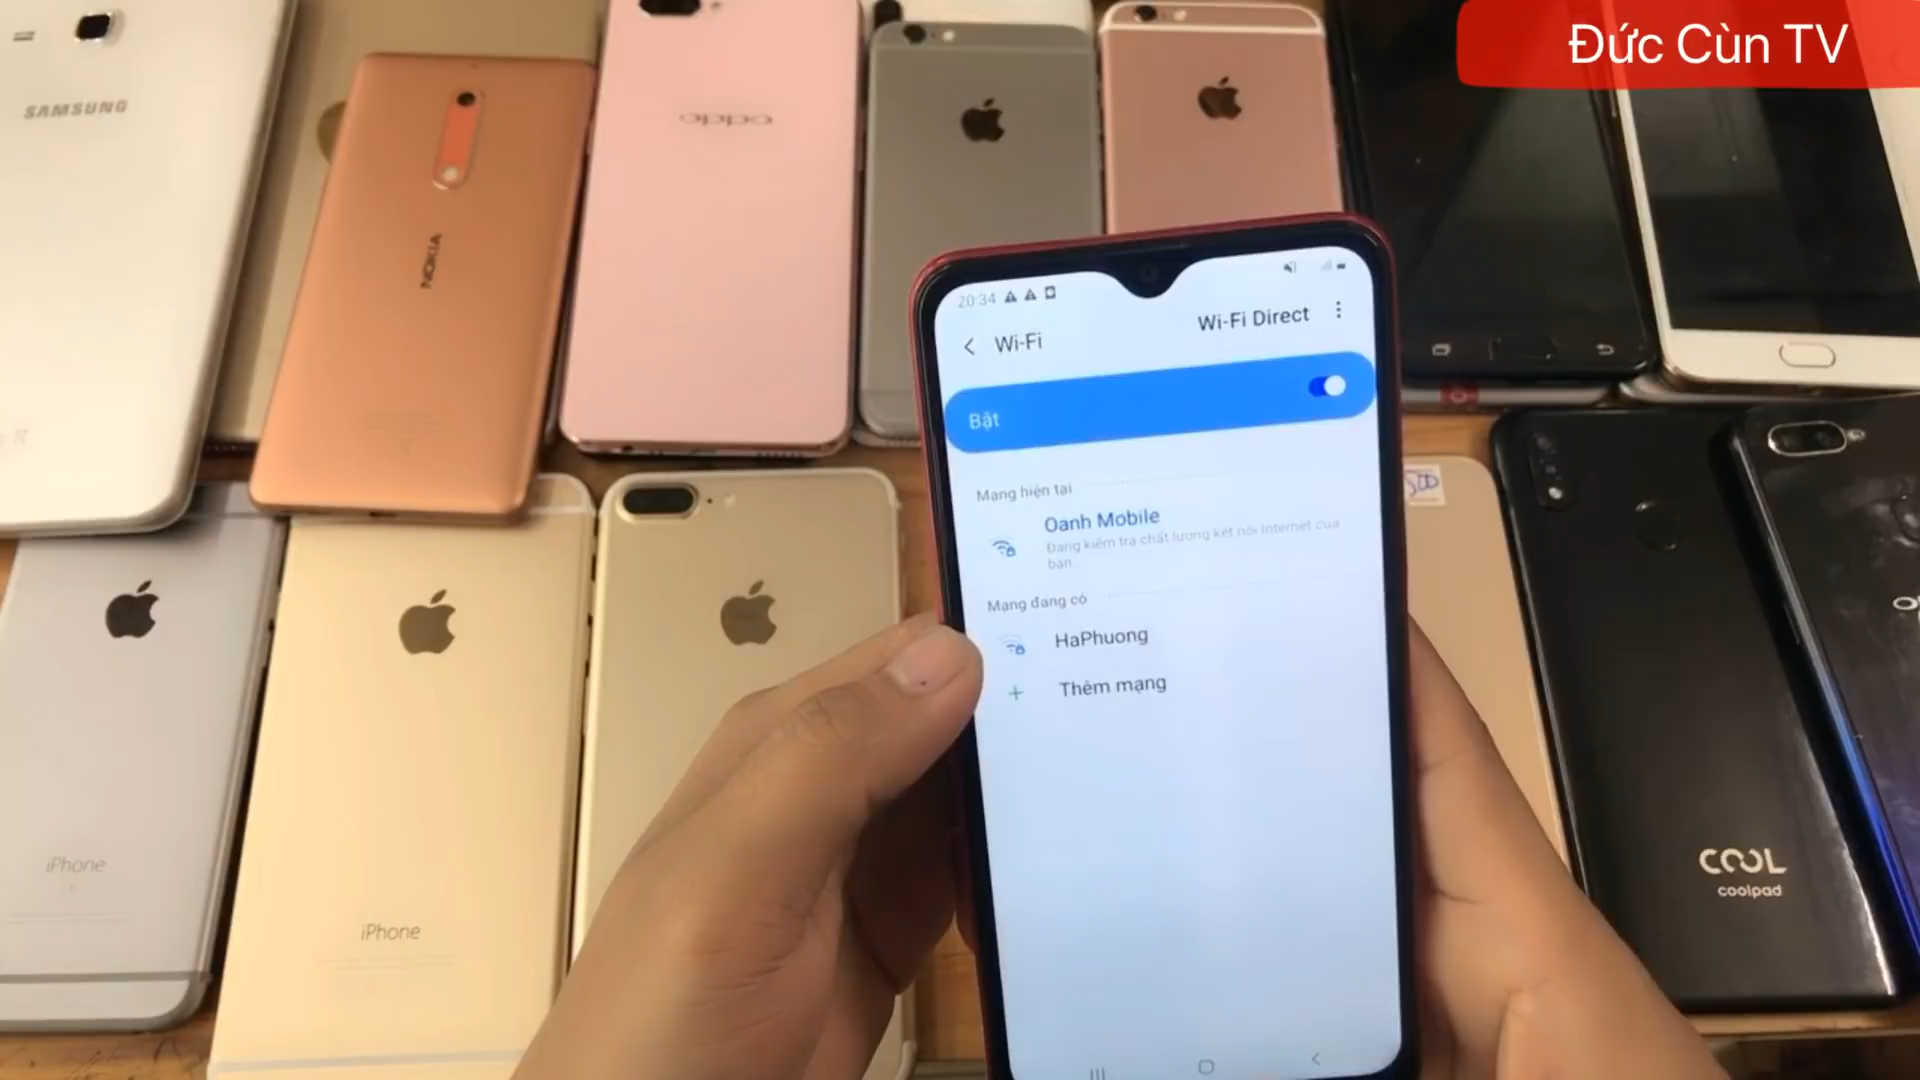 Đức Cùn TV
SAMSUNG
oppo
NOKIA
20:34
Wi-Fi
Wi-Fi Direct
Bật
Mạng hiện tại
Oanh Mobile
Đang kiểm tra chất lượng kết nối Internet của
bạn...
Mạng đang có
HaPhuong
Thêm mạng
iPhone
iPhone
COOL
coolpad